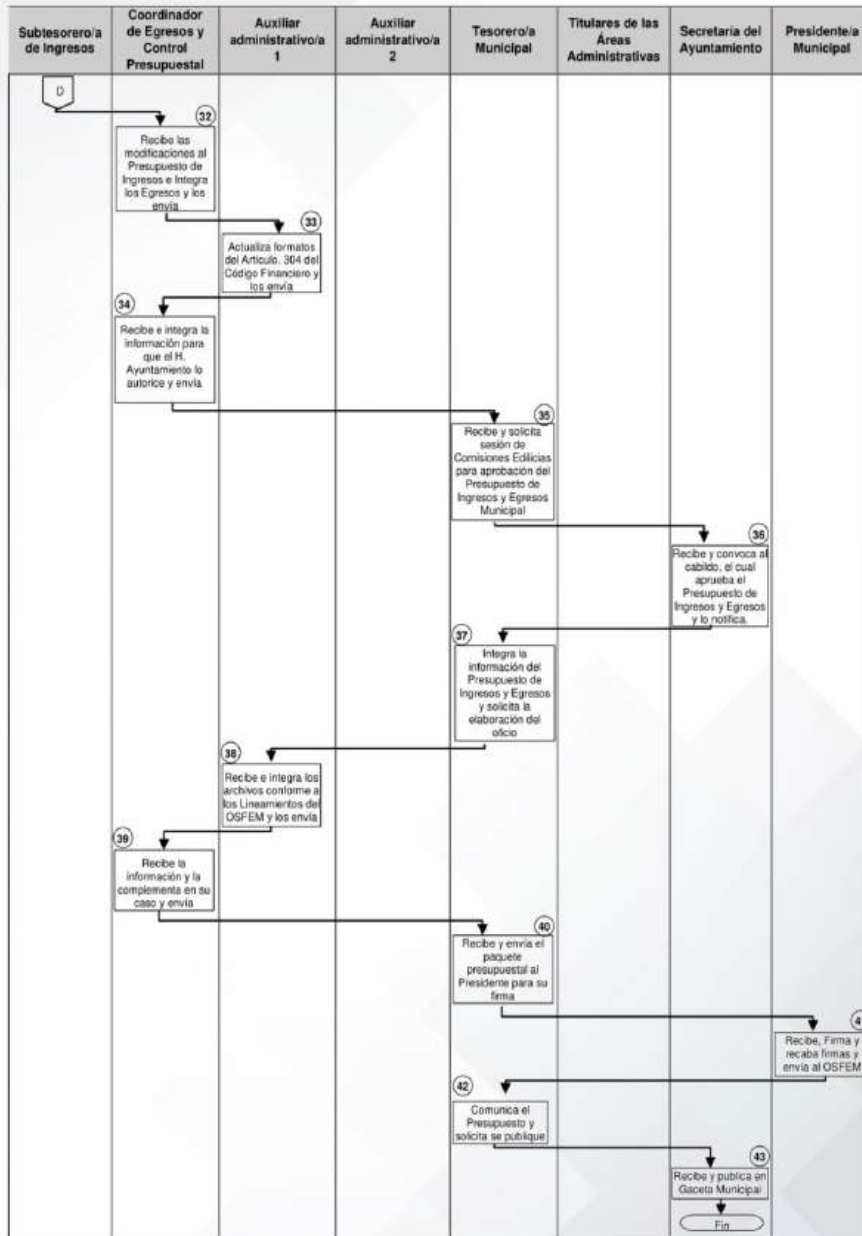 Subtesorero/a
de Ingresos
Coordinador
de Egresos y
Control
Presupuestal
Auxiliar
administrativo/a
1
Auxiliar
administrativo/a
2
Tesorero/a
Municipal
Titulares de las
Áreas
Administrativas
Secretaría del
Ayuntamiento
Presidente/a
Municipal
D
32
Recibe las
modificaciones al
Presupuesto de
Ingresos e Integra
los Egresos y los
envía
33
Actualiza formatos
del Artículo. 304 del
Código Financiero y
los envía
34
Recibe e integra la
información para
que el H.
Ayuntamiento lo
autorice y envía
35
Recibe y solicita
sesión de
Comisiones Edilicias
para aprobación del
Presupuesto de
Ingresos y Egresos
Municipal
36
Recibe y convoca al
cabildo, el cual
aprueba el
Presupuesto de
Ingresos y Egresos
y lo notifica.
37
Integra la
información del
Presupuesto de
Ingresos y Egresos
y solicita la
elaboración del
oficio
38
Recibe e integra los
archivos conforme a
los Lineamientos del
OSFEM y los envía
39
Recibe la
información y la
complementa en su
caso y envía
40
Recibe y envía el
paquete
presupuestal al
Presidente para su
firma
Recibe, Firma y
recaba firmas y
envía al OSFEM
42
Comunica el
Presupuesto y
solicita se publique
43
Recibe y publica en
Gaceta Municipal
Fin